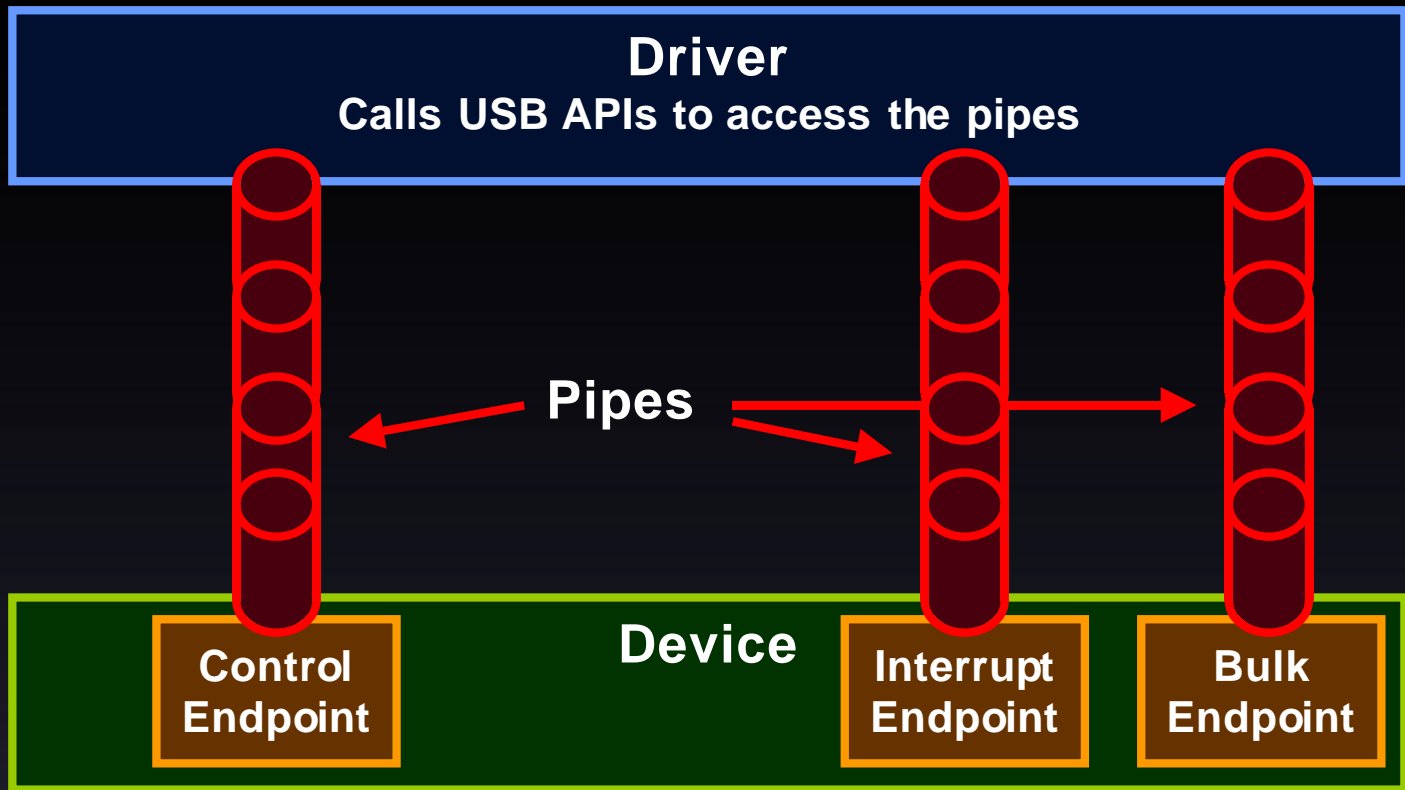 Driver
Calls USB APIs to access the pipes
Pipes
Device
Control
Endpoint
Interrupt
Endpoint
Bulk
Endpoint